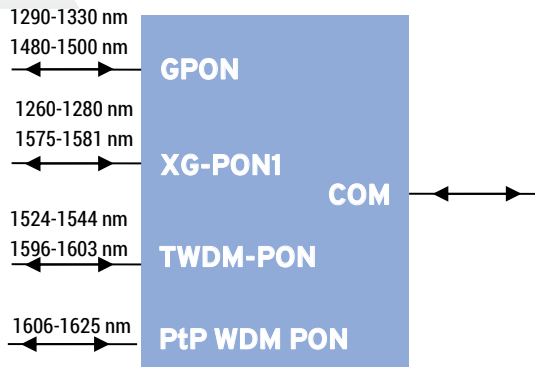 1290-1330 nm
1480-1500 nm
GPON
1260-1280 nm
1575-1581 nm
XG-PON1
COM
1524-1544 nm
1596-1603 nm
TWDM-PON
1606-1625 nm
PtP WDM PON